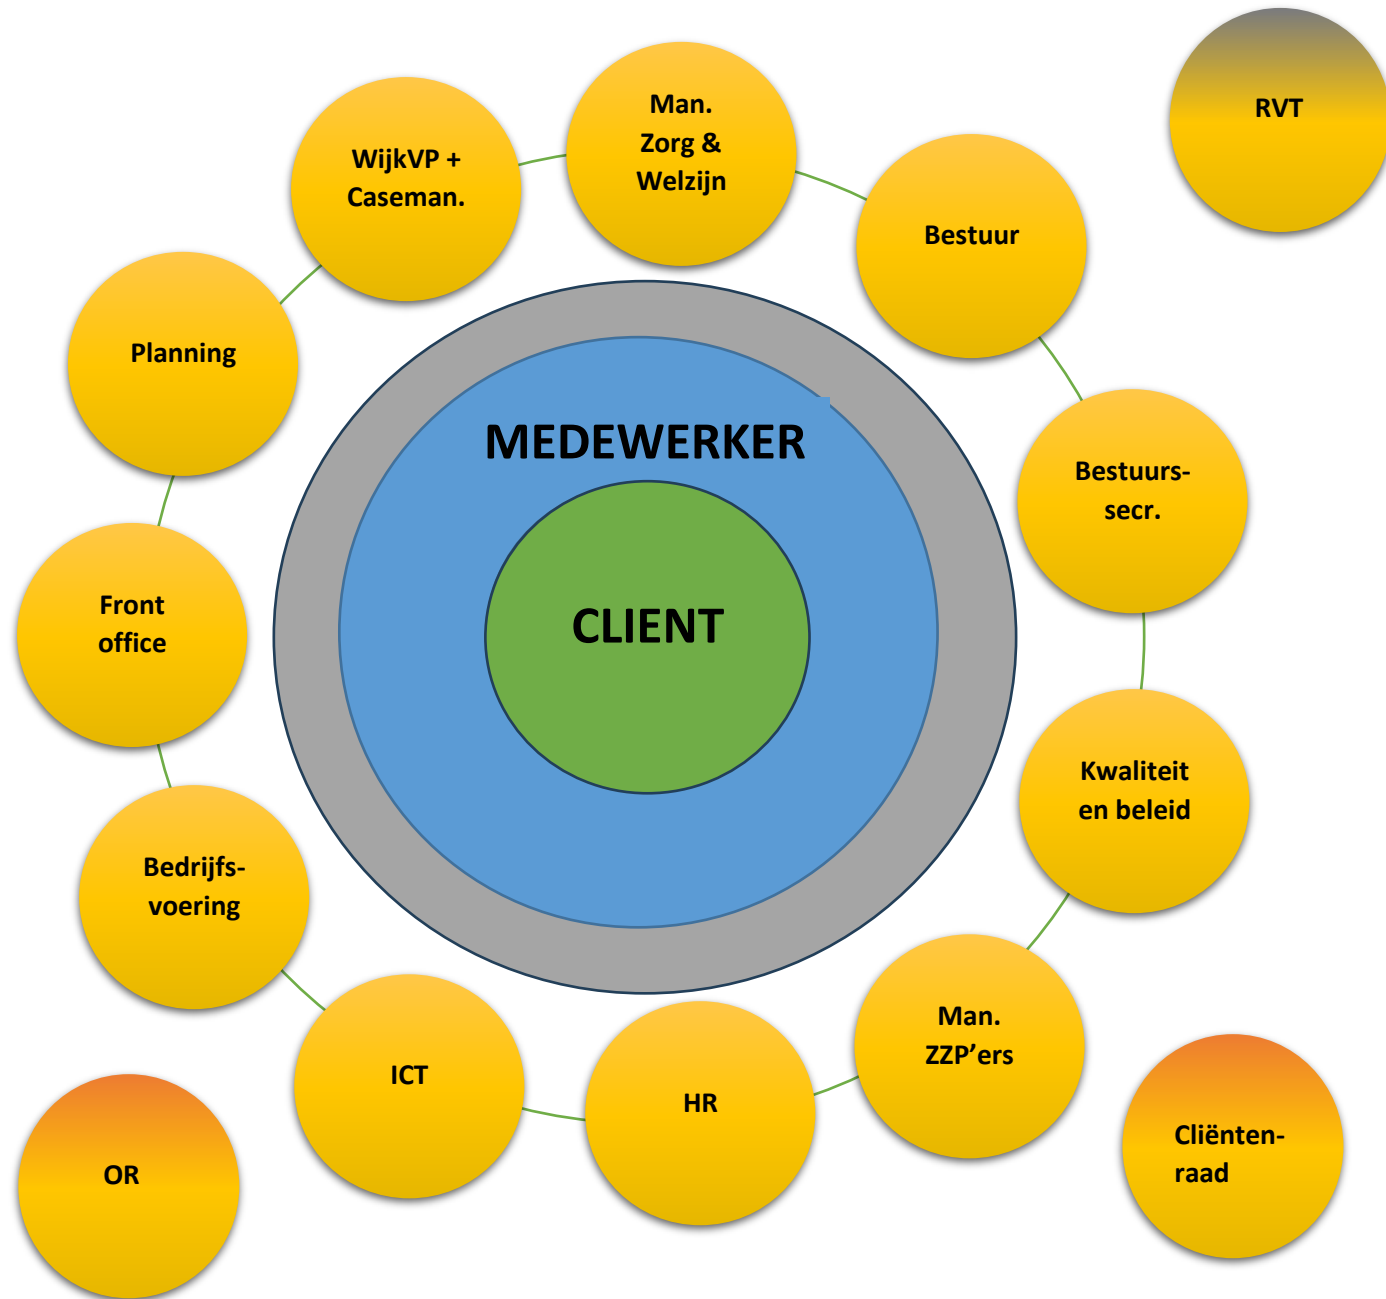 Man.
Zorg &
Welzijn
RVT
WijkVP +
Caseman.
Bestuur
Planning
MEDEWERKER
Bestuurs-
secr.
Front
office
CLIENT
Kwaliteit
en beleid
Bedrijfs-
voering
Man.
ZZP’ers
ICT
HR
OR
Cliënten-
raad